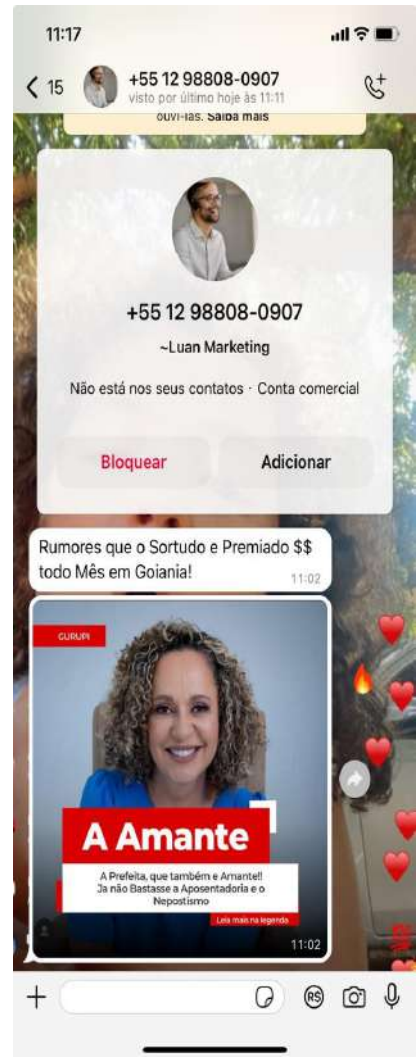 11:17
15
+55 12 98808-0907
visto por último hoje às 11:11
ouvi-las. Saiba mais
+55 12 98808-0907
~Luan Marketing
Não está nos seus contatos · Conta comercial
Bloquear
Adicionar
Rumores que o Sortudo e Premiado $$
todo Mês em Goiania!
11:02
GURUPI
A Amante
A Prefeita, que também e Amante!!
Ja não Bastasse a Aposentadoria e o
Nepostismo
Leia mais na legenda
11:02
R$